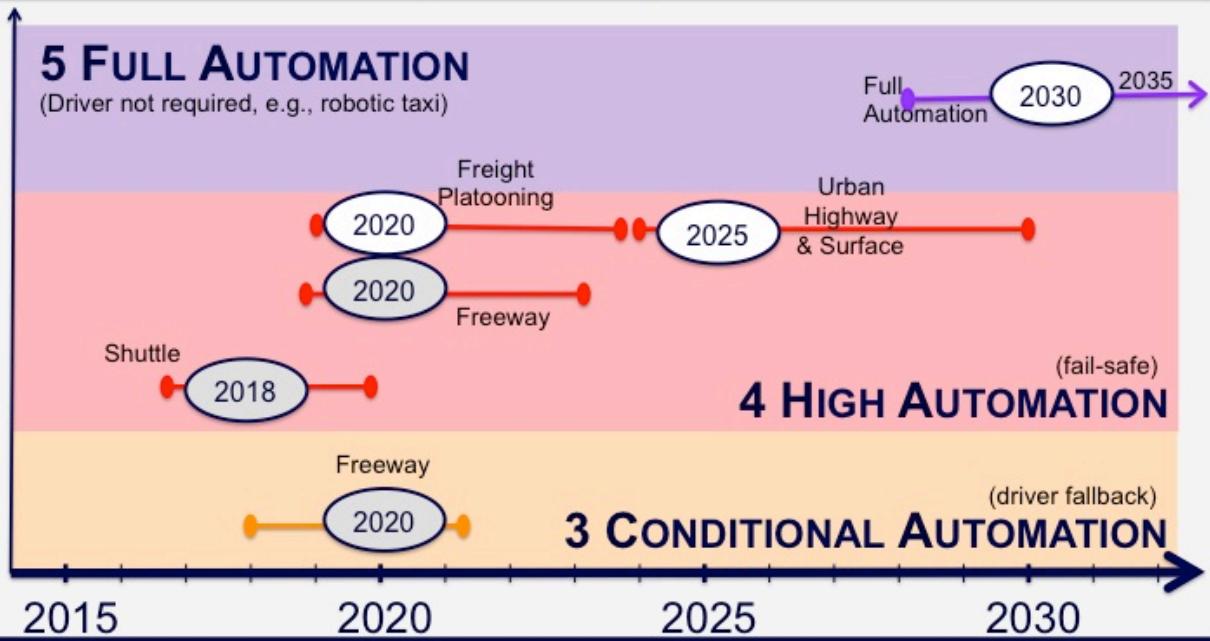 5 FULL AUTOMATION
(Driver not required, e.g., robotic taxi)
Full
Automation
2030
2035
Freight
Platooning
2020
Urban
Highway
& Surface
2025
2020
Freeway
Shuttle
2018
(fail-safe)
4 HIGH AUTOMATION
Freeway
2020
(driver fallback)
3 CONDITIONAL AUTOMATION
2015 2020 2025 2030